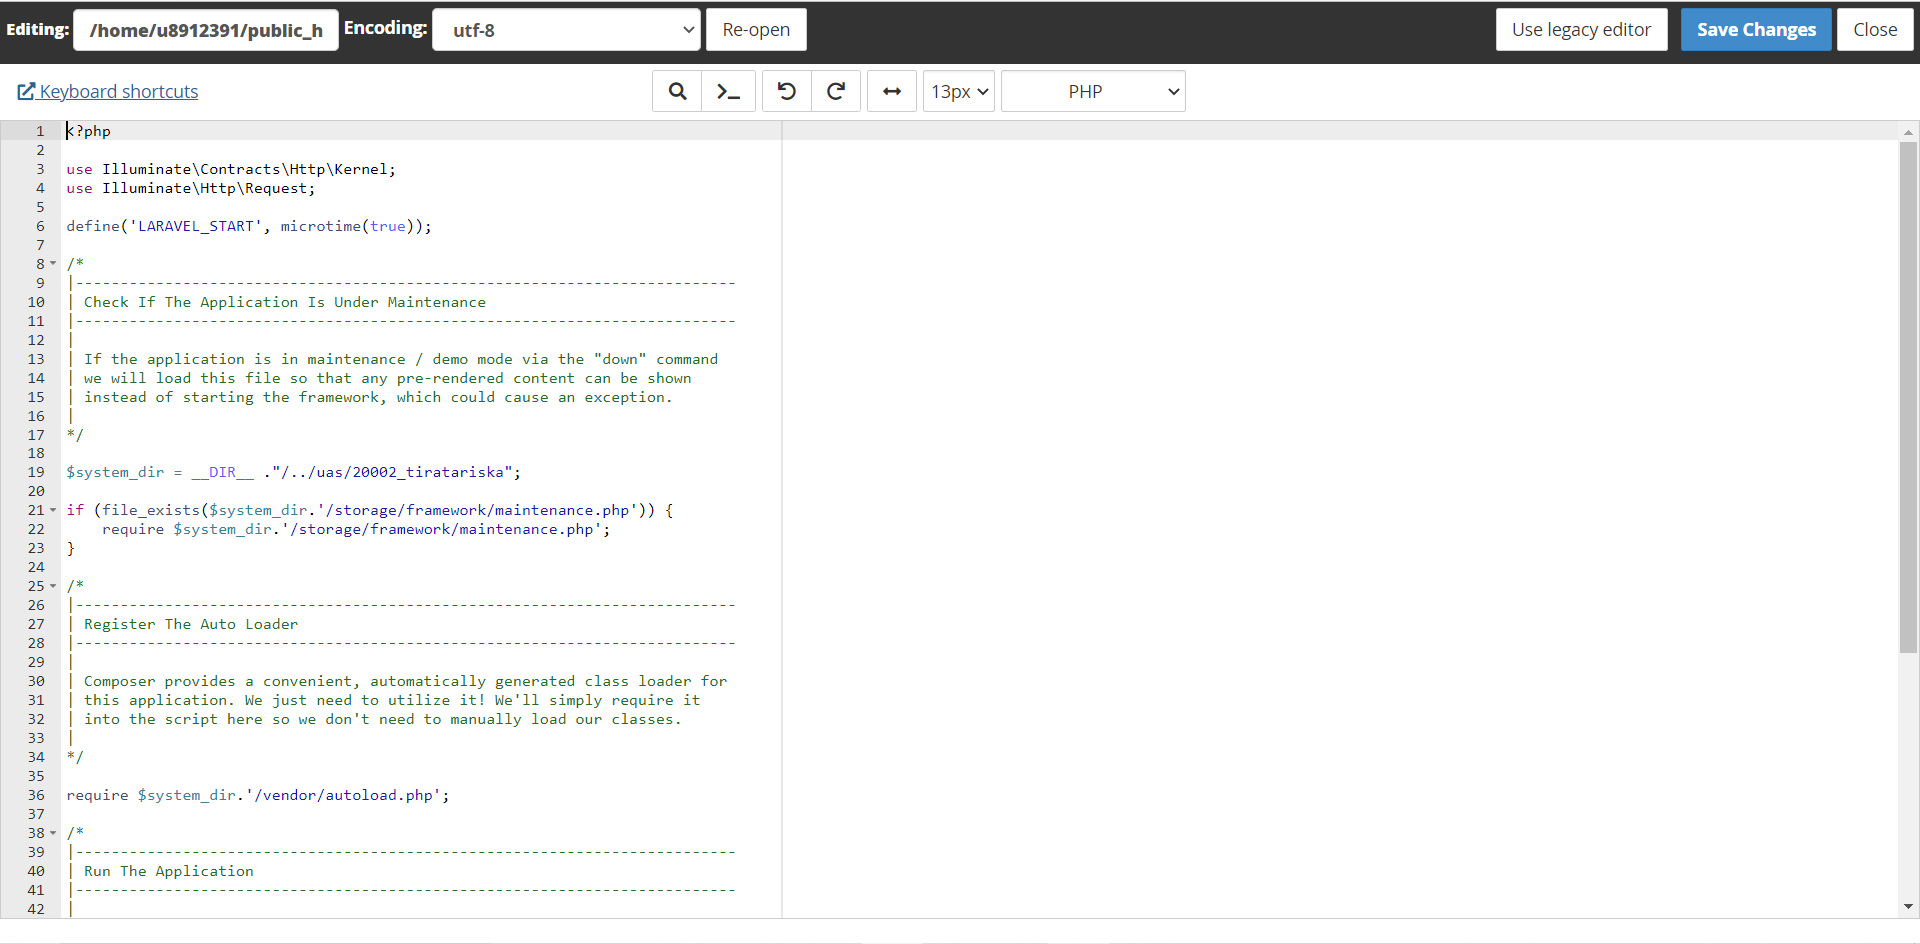 Editing: /home/u8912391/public_h Encoding: utf-8 Re-open Use legacy editor Save Changes Close
Keyboard shortcuts 13px PHP
1 <?php
2
3 use Illuminate\Contracts\Http\Kernel;
4 use Illuminate\Http\Request;
5
6 define('LARAVEL_START', microtime(true));
7
8 /*
9 |--------------------------------------------------------------------------
10 | Check If The Application Is Under Maintenance
11 |--------------------------------------------------------------------------
12 |
13 | If the application is in maintenance / demo mode via the "down" command
14 | we will load this file so that any pre-rendered content can be shown
15 | instead of starting the framework, which could cause an exception.
16 |
17 */
18
19 $system_dir = __DIR__ ."/../uas/20002_tiratariska";
20
21 if (file_exists($system_dir.'/storage/framework/maintenance.php')) {
22     require $system_dir.'/storage/framework/maintenance.php';
23 }
24
25 /*
26 |--------------------------------------------------------------------------
27 | Register The Auto Loader
28 |--------------------------------------------------------------------------
29 |
30 | Composer provides a convenient, automatically generated class loader for
31 | this application. We just need to utilize it! We'll simply require it
32 | into the script here so we don't need to manually load our classes.
33 |
34 */
35
36 require $system_dir.'/vendor/autoload.php';
37
38 /*
39 |--------------------------------------------------------------------------
40 | Run The Application
41 |--------------------------------------------------------------------------
42 |